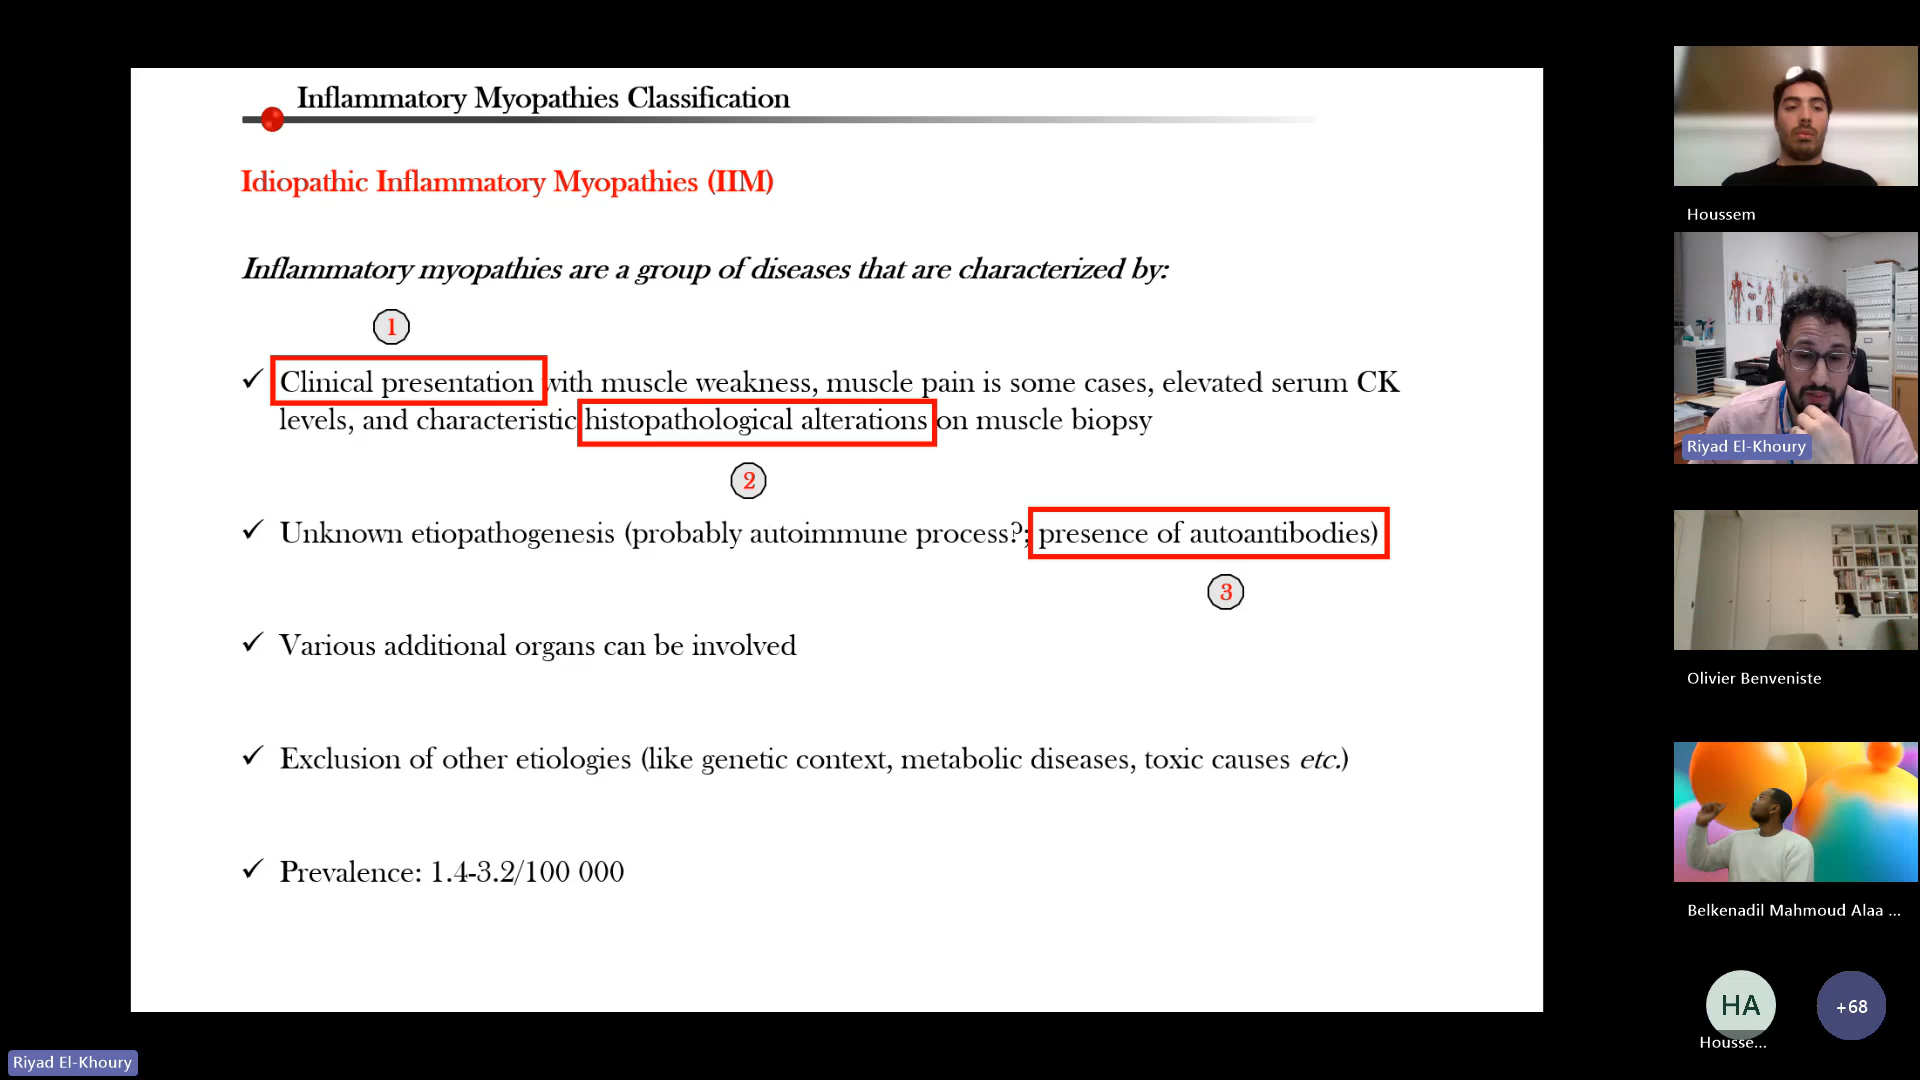 Inflammatory Myopathies Classification
Idiopathic Inflammatory Myopathies (IIM)
Inflammatory myopathies are a group of diseases that are characterized by:
1
✓ Clinical presentation with muscle weakness, muscle pain is some cases, elevated serum CK
levels, and characteristic histopathological alterations on muscle biopsy
2
✓ Unknown etiopathogenesis (probably autoimmune process?; presence of autoantibodies)
3
✓ Various additional organs can be involved
✓ Exclusion of other etiologies (like genetic context, metabolic diseases, toxic causes etc.)
✓ Prevalence: 1.4-3.2/100 000
Houssem
Riyad El-Khoury
Olivier Benveniste
Belkenadil Mahmoud Alaa ...
HA
Housse...
+68
Riyad El-Khoury